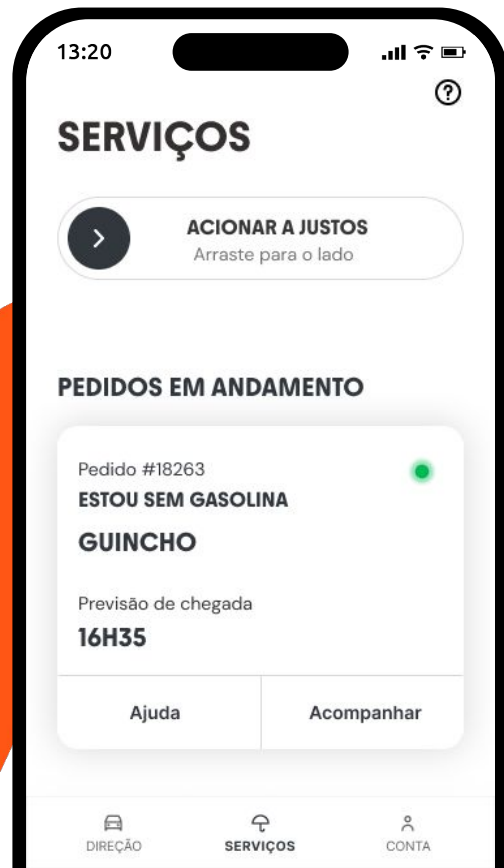 13:20
SERVIÇOS
ACIONAR A JUSTOS
Arraste para o lado
PEDIDOS EM ANDAMENTO
Pedido #18263
ESTOU SEM GASOLINA
GUINCHO
Previsão de chegada
16H35
Ajuda Acompanhar
DIREÇÃO SERVIÇOS CONTA